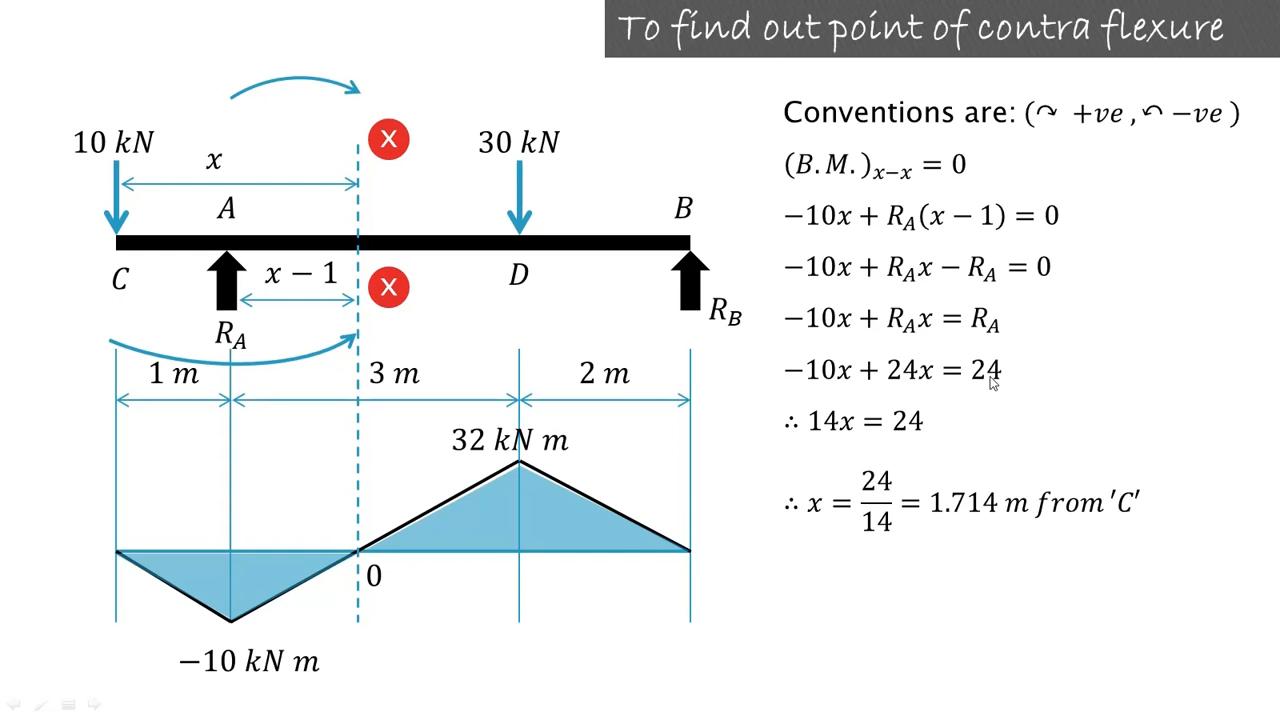 To find out point of contra flexure
Conventions are: (↷ +ve , ↶ −ve )
(B.M.)ₓ₋ₓ = 0
−10x + R_A(x − 1) = 0
−10x + R_A x − R_A = 0
−10x + R_A x = R_A
−10x + 24x = 24
∴ 14x = 24
∴ x = 24/14 = 1.714 m from 'C'
10 kN
x
X
30 kN
A
B
C
x − 1
X
D
R_A
R_B
1 m
3 m
2 m
32 kN m
0
−10 kN m